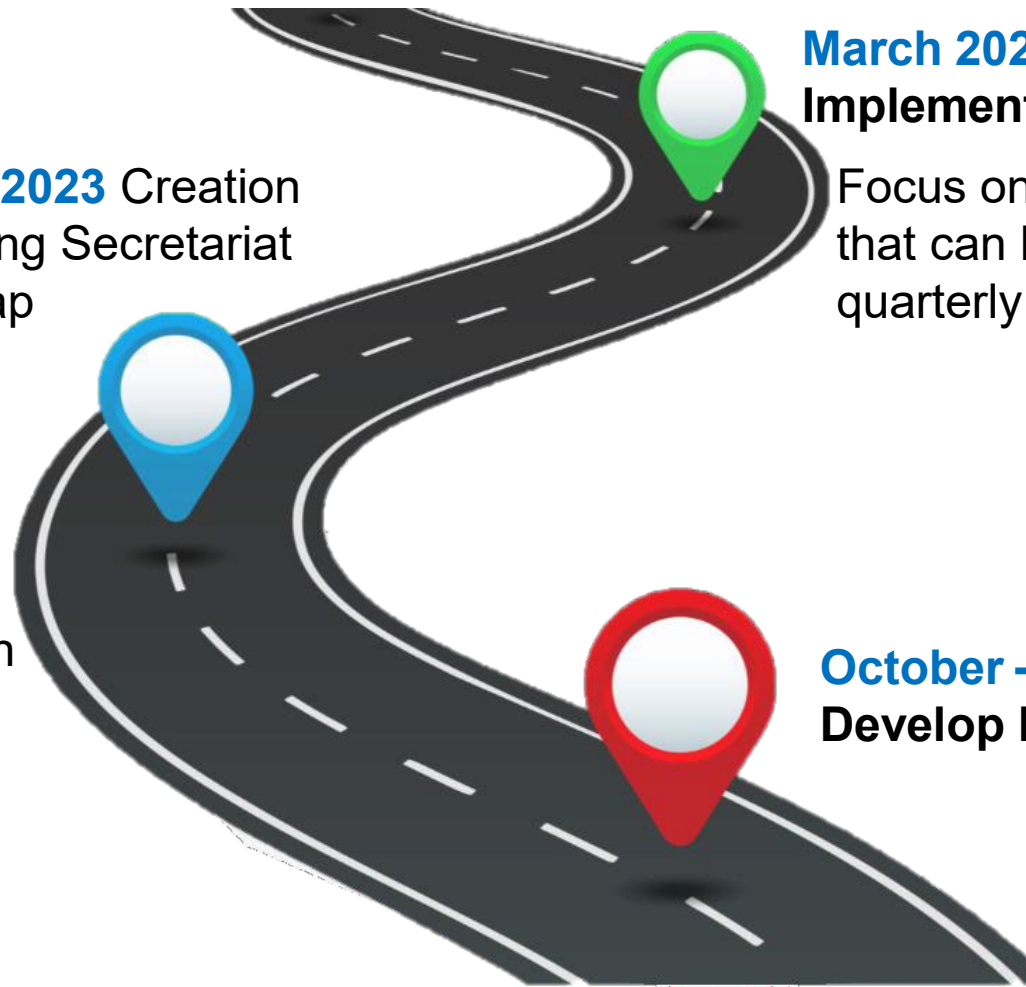 March 202
Implement
2023 Creation
ng Secretariat
ap
Focus on
that can
quarterly
n
October -
Develop